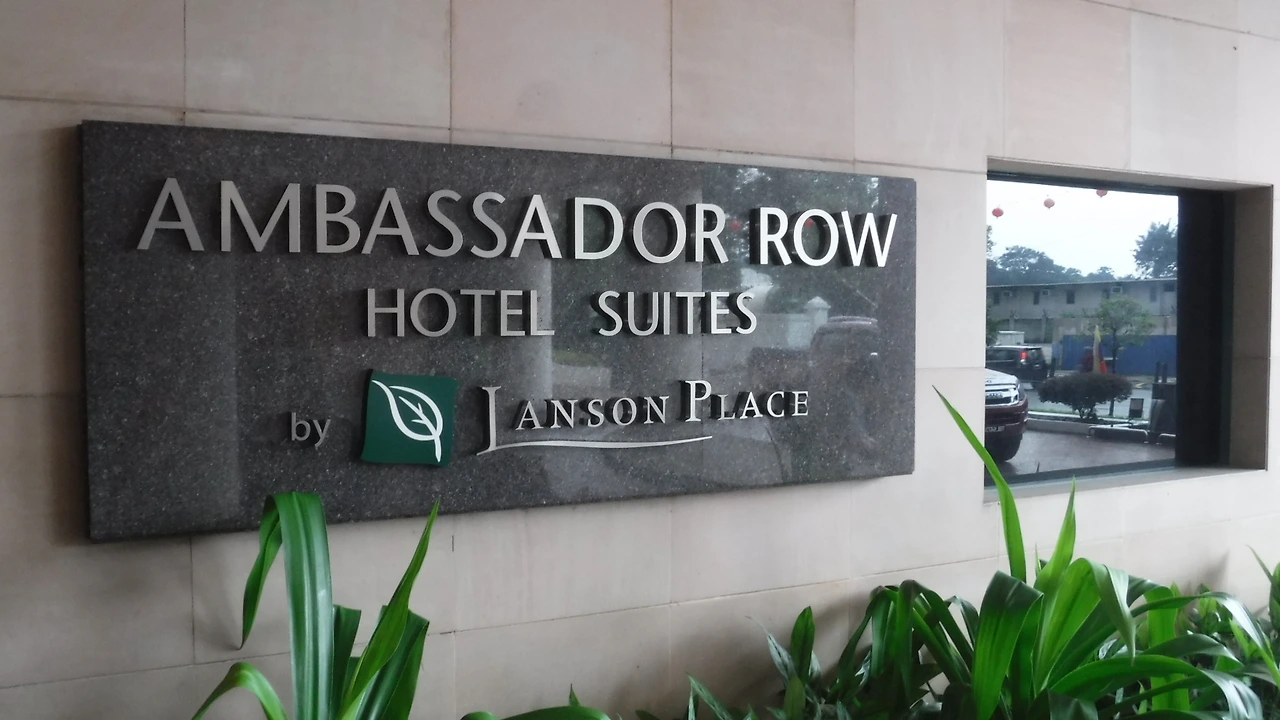 AMBASSADOR ROW
HOTEL SUITES
by LANSON PLACE